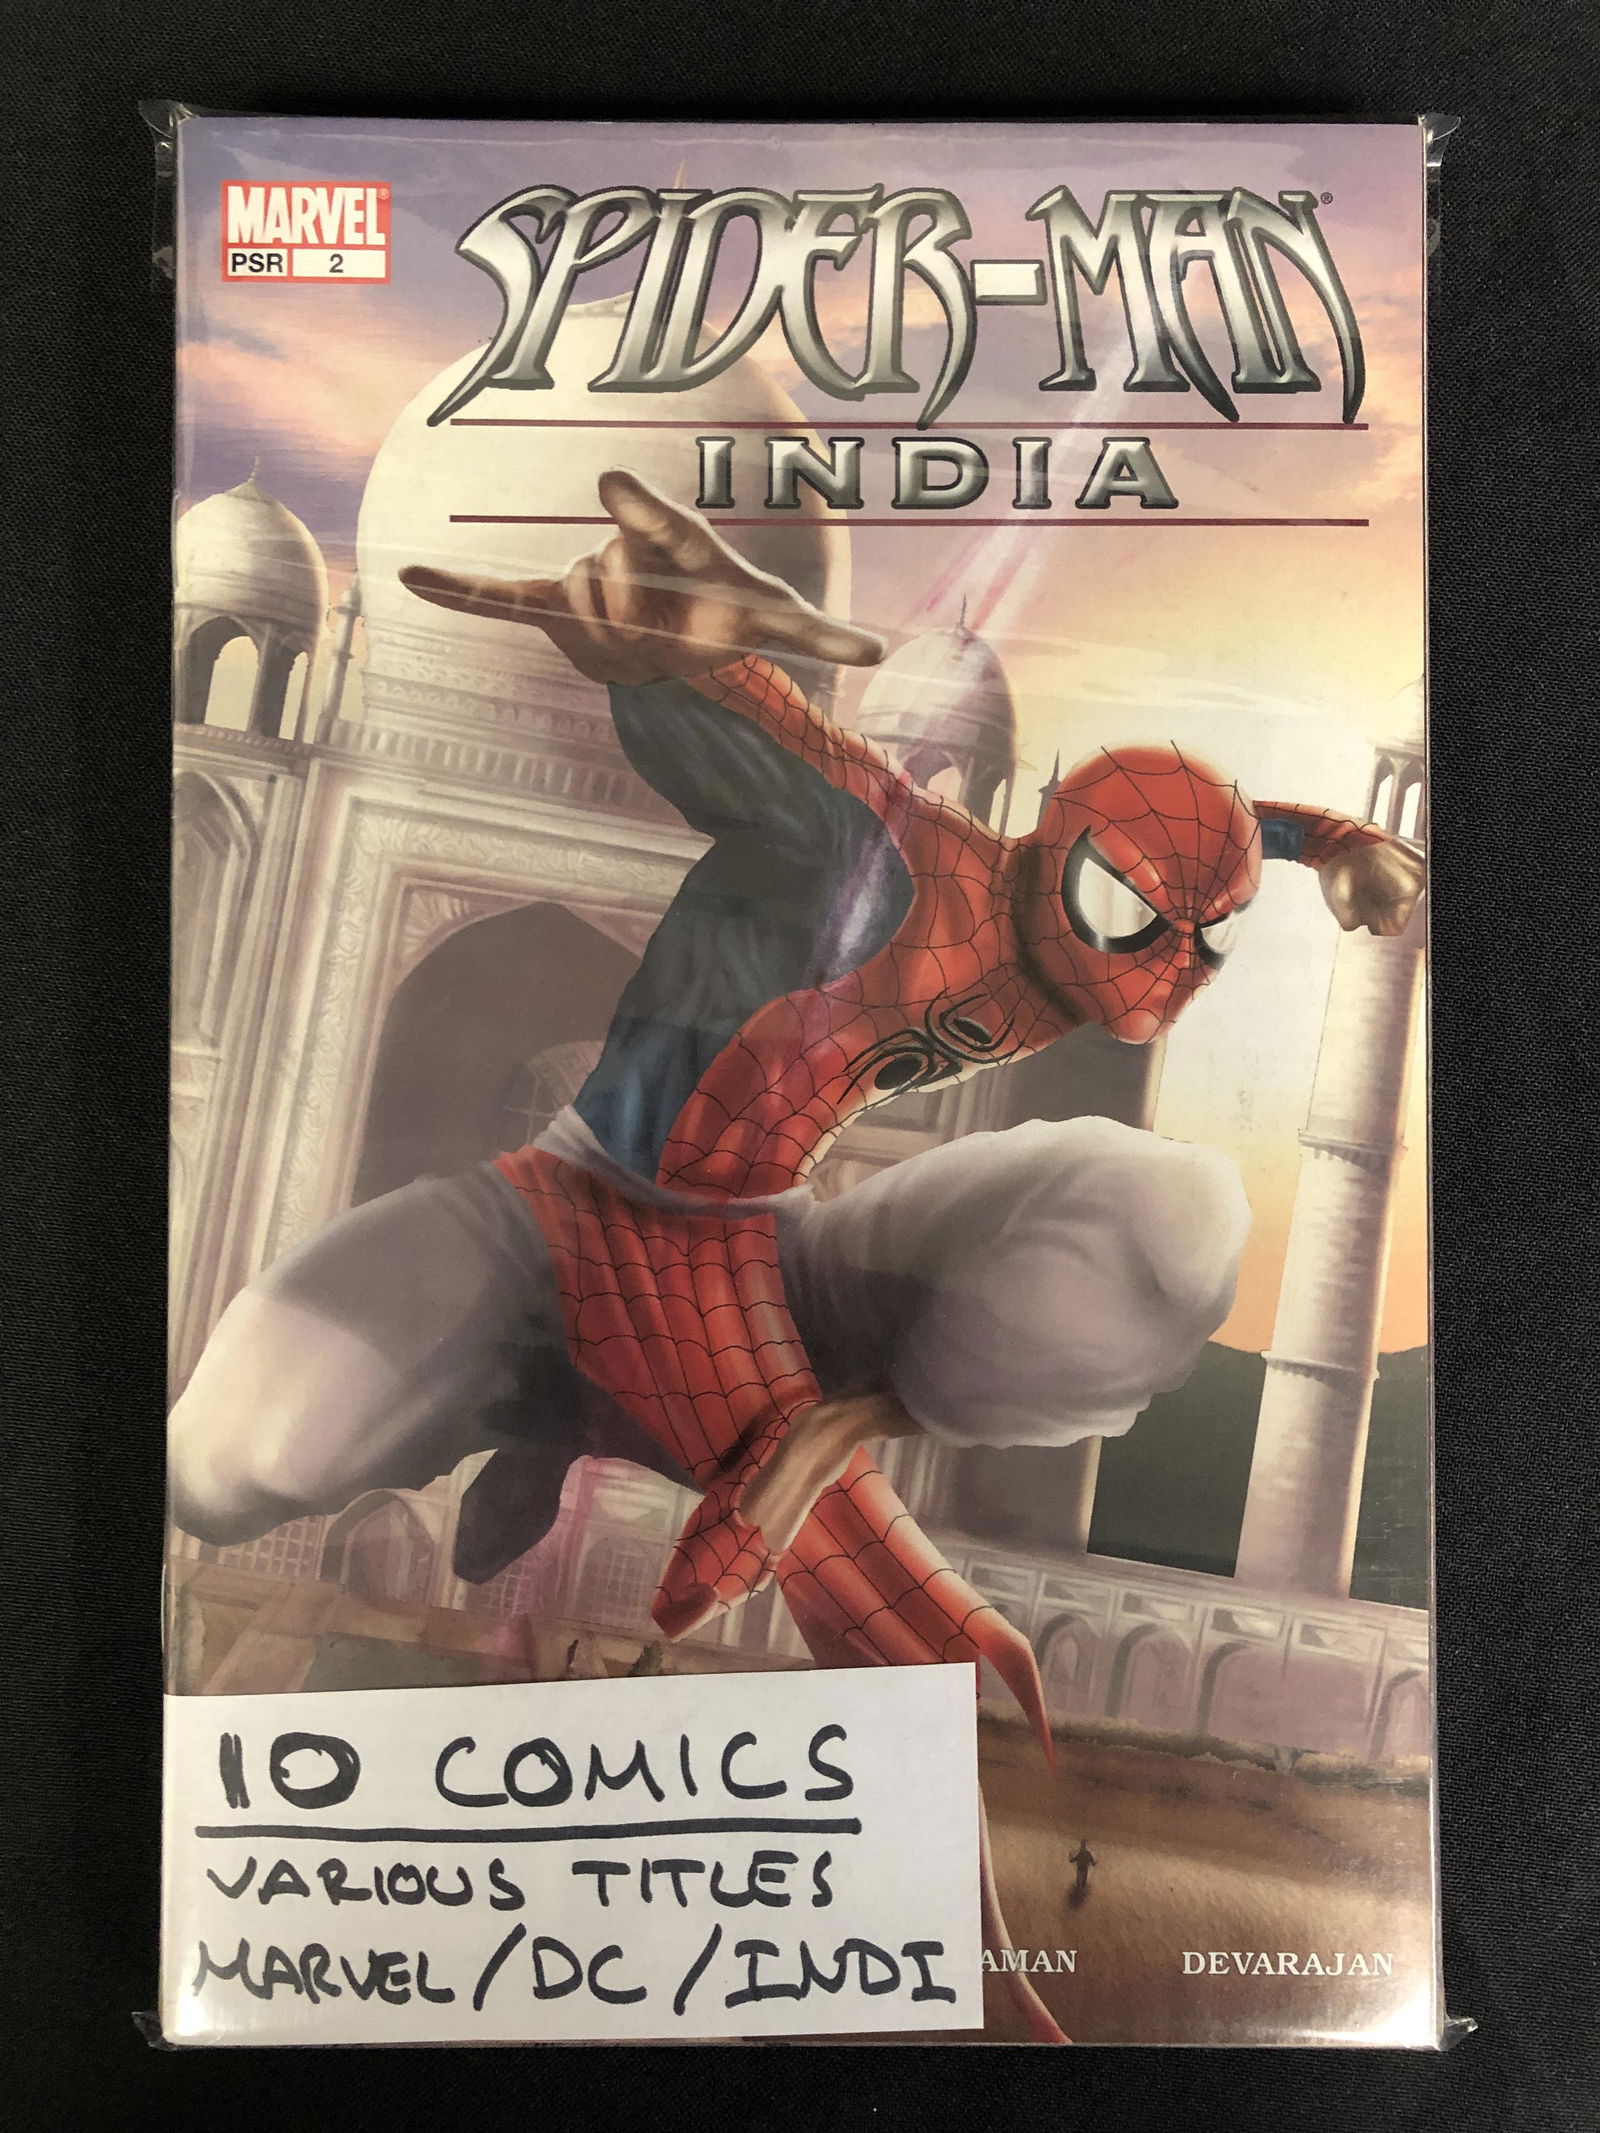 MARVEL®
PSR 2
SPIDER-MAN®
INDIA
10 COMICS
VARIOUS TITLES
MARVEL/DC/INDI
AMAN DEVARAJAN